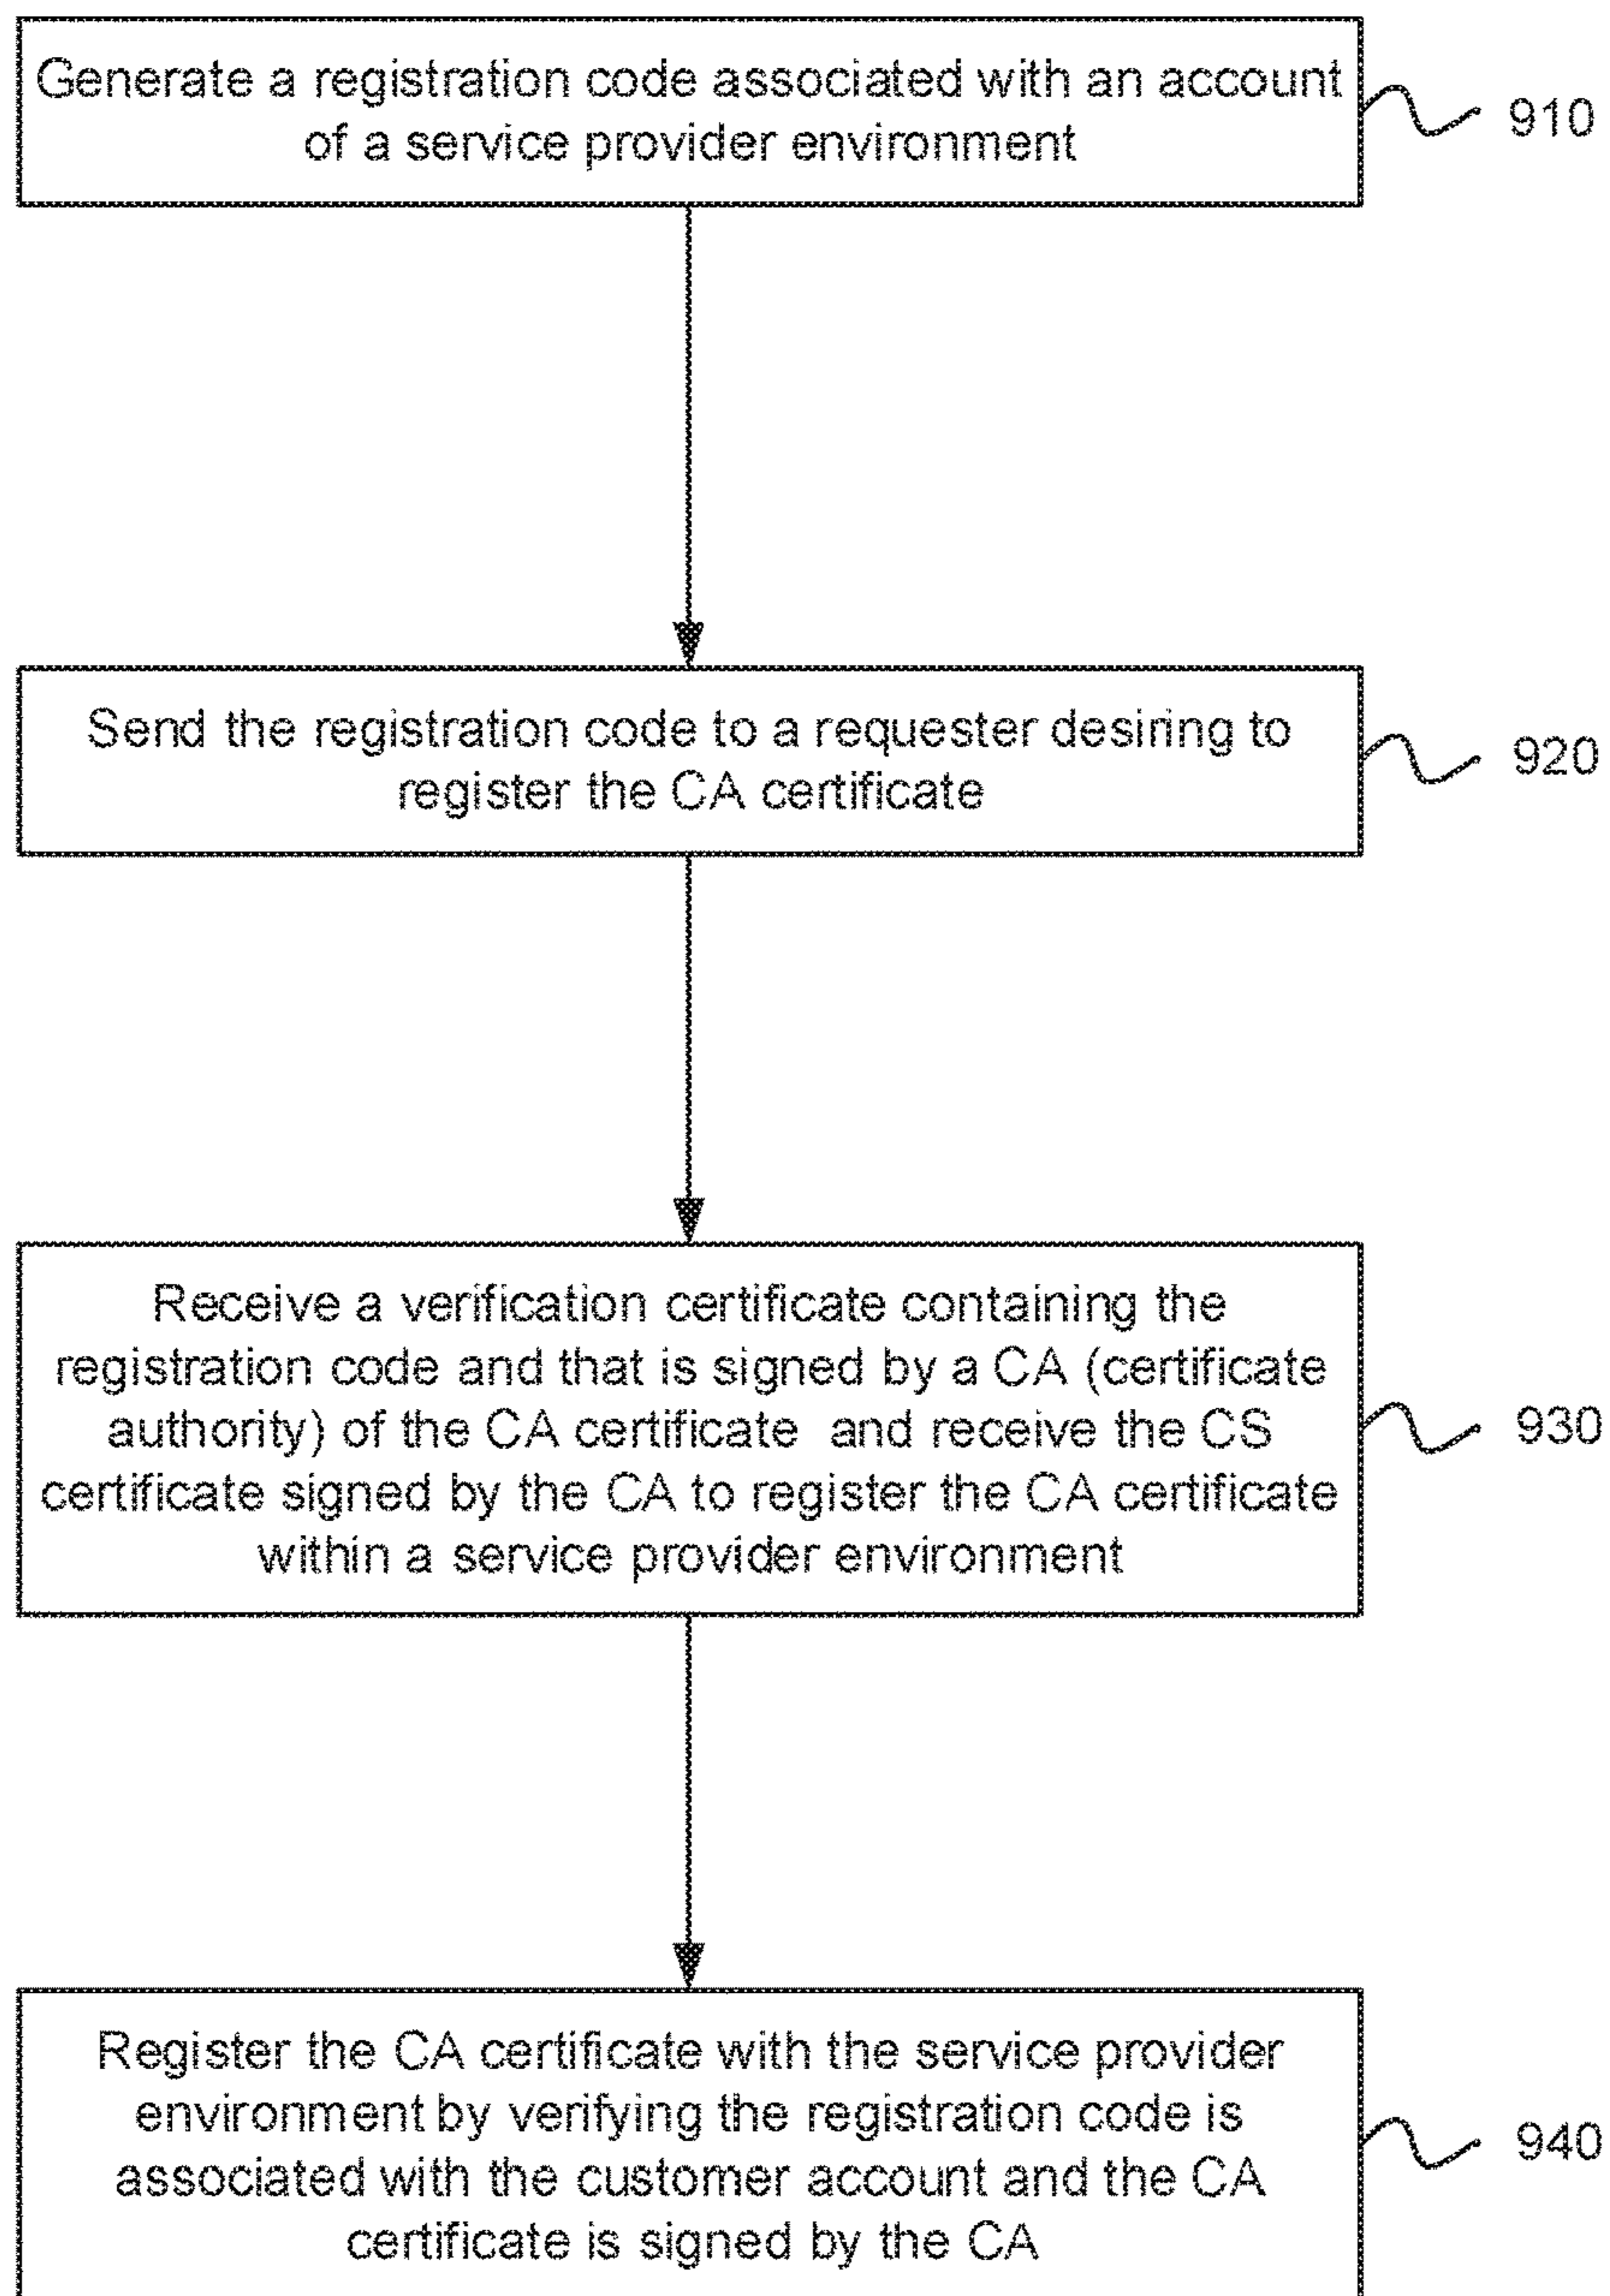 Generate a registration code associated with an account
of a service provider environment
910
Send the registration code to a requester desiring to
register the CA certificate
920
Receive a verification certificate containing the
registration code and that is signed by a CA (certificate
authority) of the CA certificate and receive the CS
certificate signed by the CA to register the CA certificate
within a service provider environment
930
Register the CA certificate with the service provider
environment by verifying the registration code is
associated with the customer account and the CA
certificate is signed by the CA
940